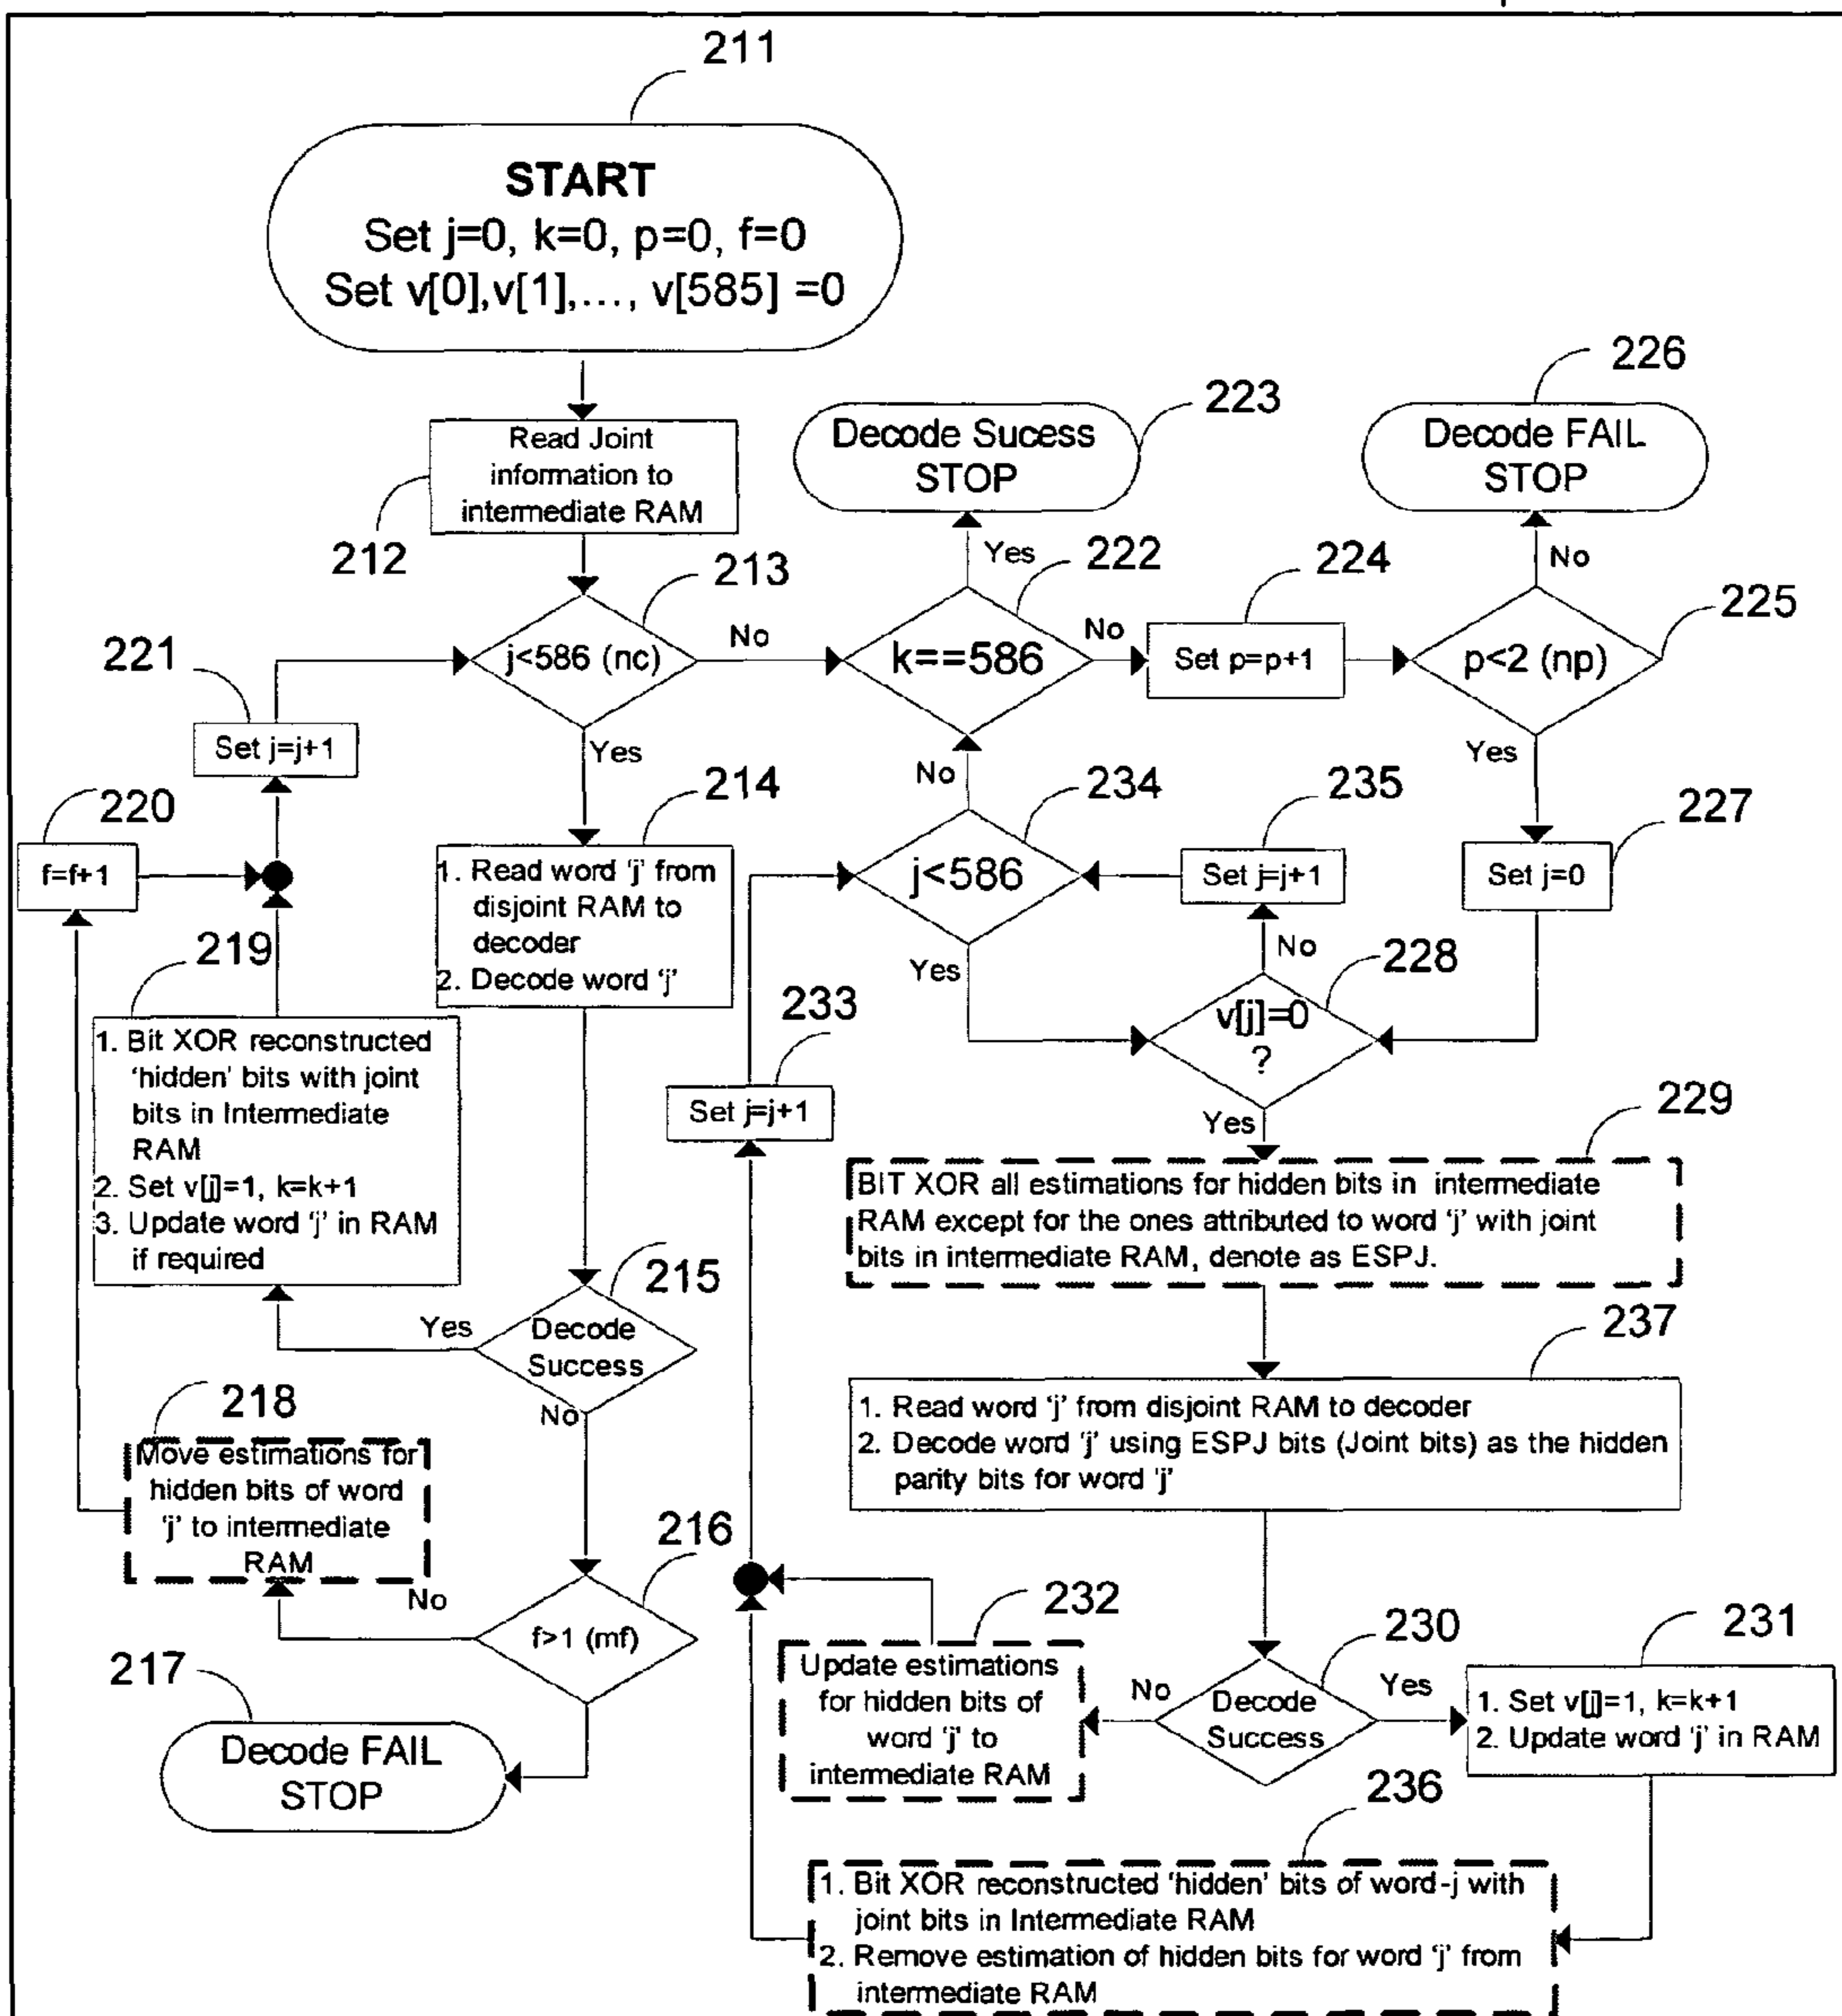 211
START
Set j=0, k=0, p=0, f=0
Set v[0],v[1],..., v[585] =0
226
223
Decode Sucess
STOP
Decode FAIL
STOP
Read Joint
information to
intermediate RAM
212
213
Yes
222
224
No
225
221
j<586 (nc)
No
k==586
No
Set p=p+1
p<2 (np)
Set j=j+1
Yes
No
Yes
220
214
234
235
227
f=f+1
1. Read word 'j' from
disjoint RAM to
decoder
2. Decode word 'j'
j<586
Set j=j+1
Set j=0
219
Yes
No
228
1. Bit XOR reconstructed
'hidden' bits with joint
bits in Intermediate
RAM
2. Set v[j]=1, k=k+1
3. Update word 'j' in RAM
if required
233
v[j]=0
?
Set j=j+1
Yes
229
BIT XOR all estimations for hidden bits in intermediate
RAM except for the ones attributed to word 'j' with joint
bits in intermediate RAM, denote as ESPJ.
215
Yes
Decode
Success
No
237
1. Read word 'j' from disjoint RAM to decoder
2. Decode word 'j' using ESPJ bits (Joint bits) as the hidden
parity bits for word 'j'
218
Move estimations for
hidden bits of word
'j' to intermediate
RAM
No
216
f>1 (mf)
217
Decode FAIL
STOP
232
230
231
Update estimations
for hidden bits of
word 'j' to
intermediate RAM
No
Decode
Success
Yes
1. Set v[j]=1, k=k+1
2. Update word 'j' in RAM
236
1. Bit XOR reconstructed 'hidden' bits of word-j with
joint bits in Intermediate RAM
2. Remove estimation of hidden bits for word 'j' from
intermediate RAM